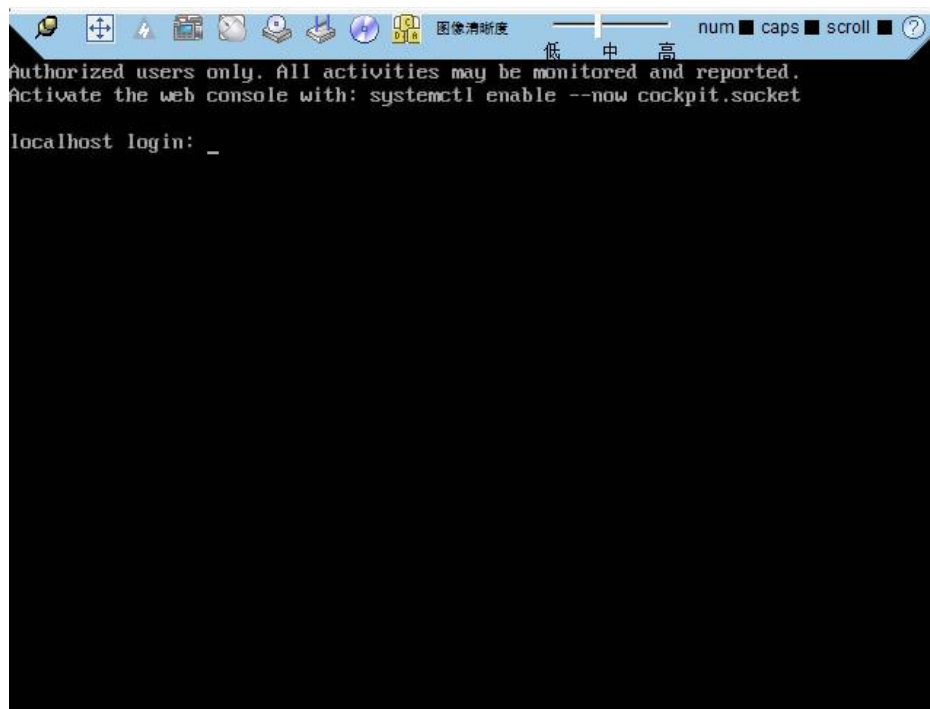 图像清晰度
低 中 高
num caps scroll ?
Authorized users only. All activities may be monitored and reported.
Activate the web console with: systemctl enable --now cockpit.socket
localhost login: _